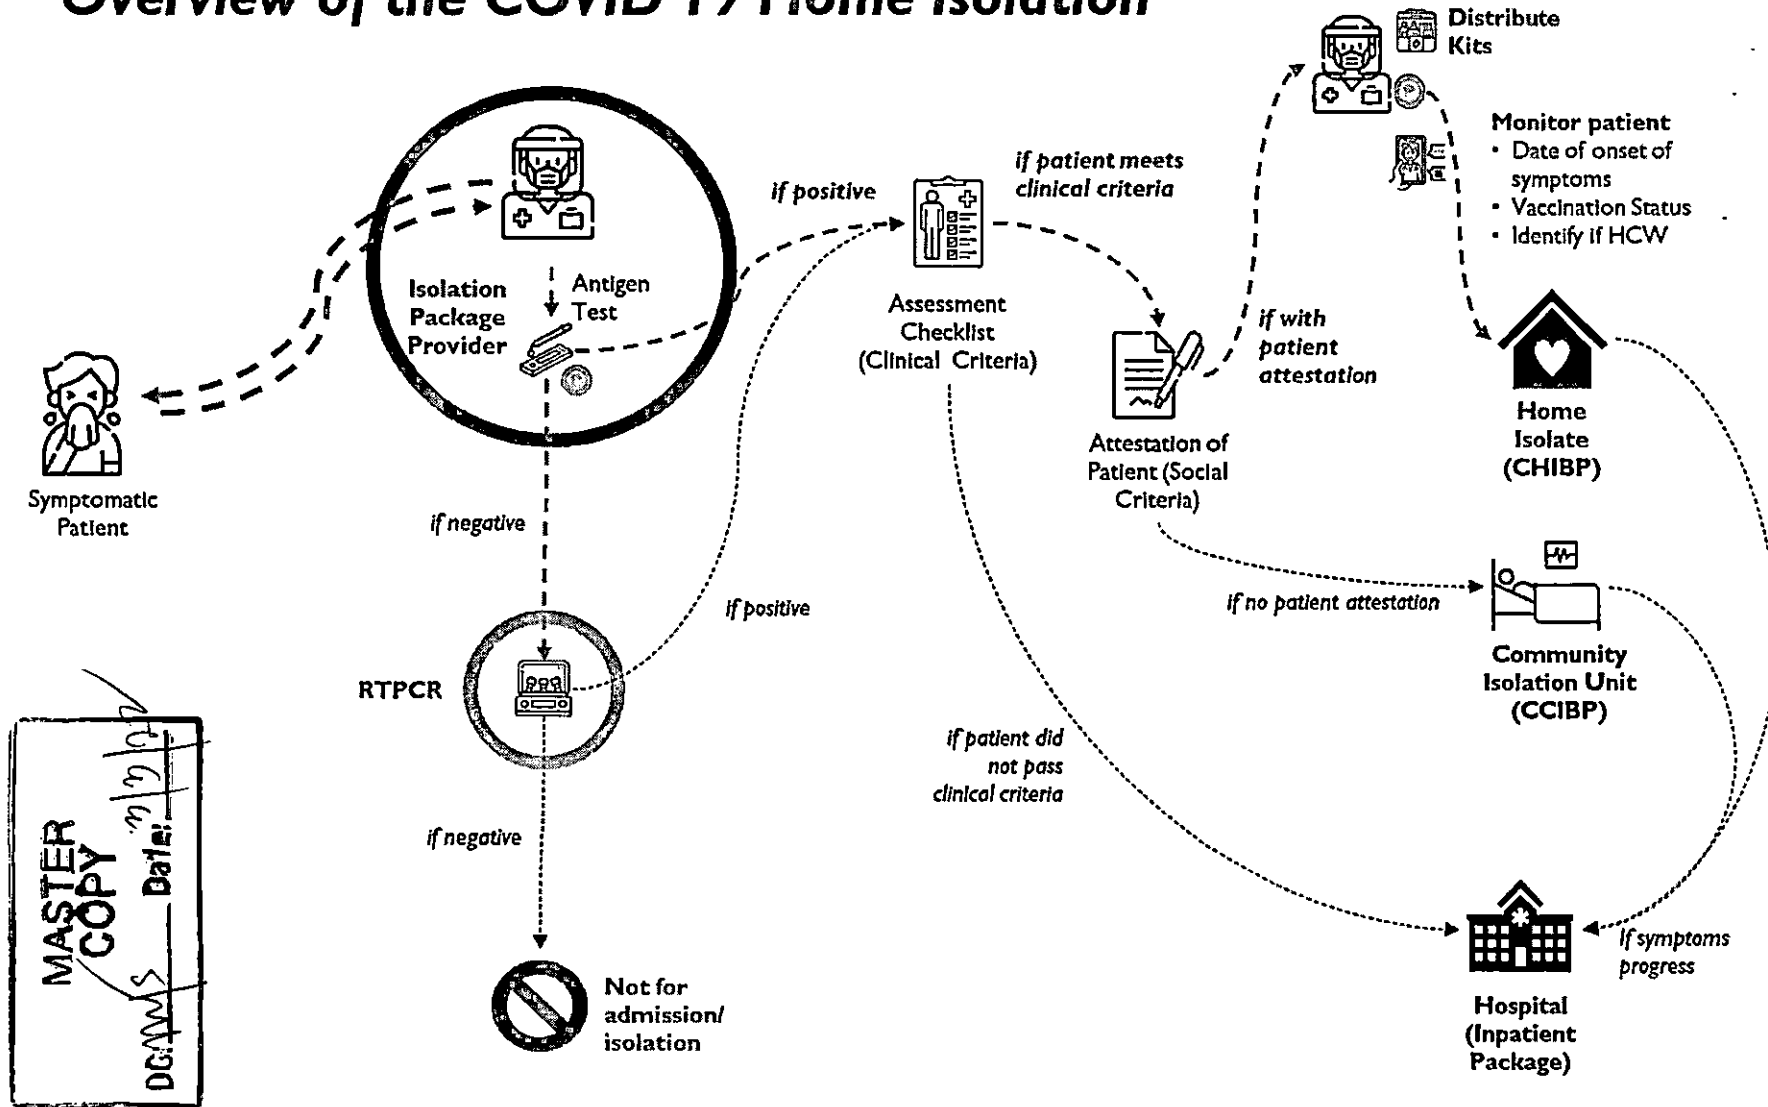 Overview of the COVID 19 Home Isolation
Distribute
Kits
Monitor patient
• Date of onset of
symptoms
• Vaccination Status
• Identify if HCW
if patient meets
clinical criteria
if positive
Isolation
Package
Provider
Antigen
Test
Assessment
Checklist
(Clinical Criteria)
if with
patient
attestation
Home
Isolate
(CHIBP)
Attestation of
Patient (Social
Criteria)
Symptomatic
Patient
if negative
if positive
if no patient attestation
Community
Isolation Unit
(CCIBP)
RTPCR
if patient did
not pass
clinical criteria
if negative
If symptoms
progress
Not for
admission/
isolation
Hospital
(Inpatient
Package)
MASTER
COPY
DC: Date: